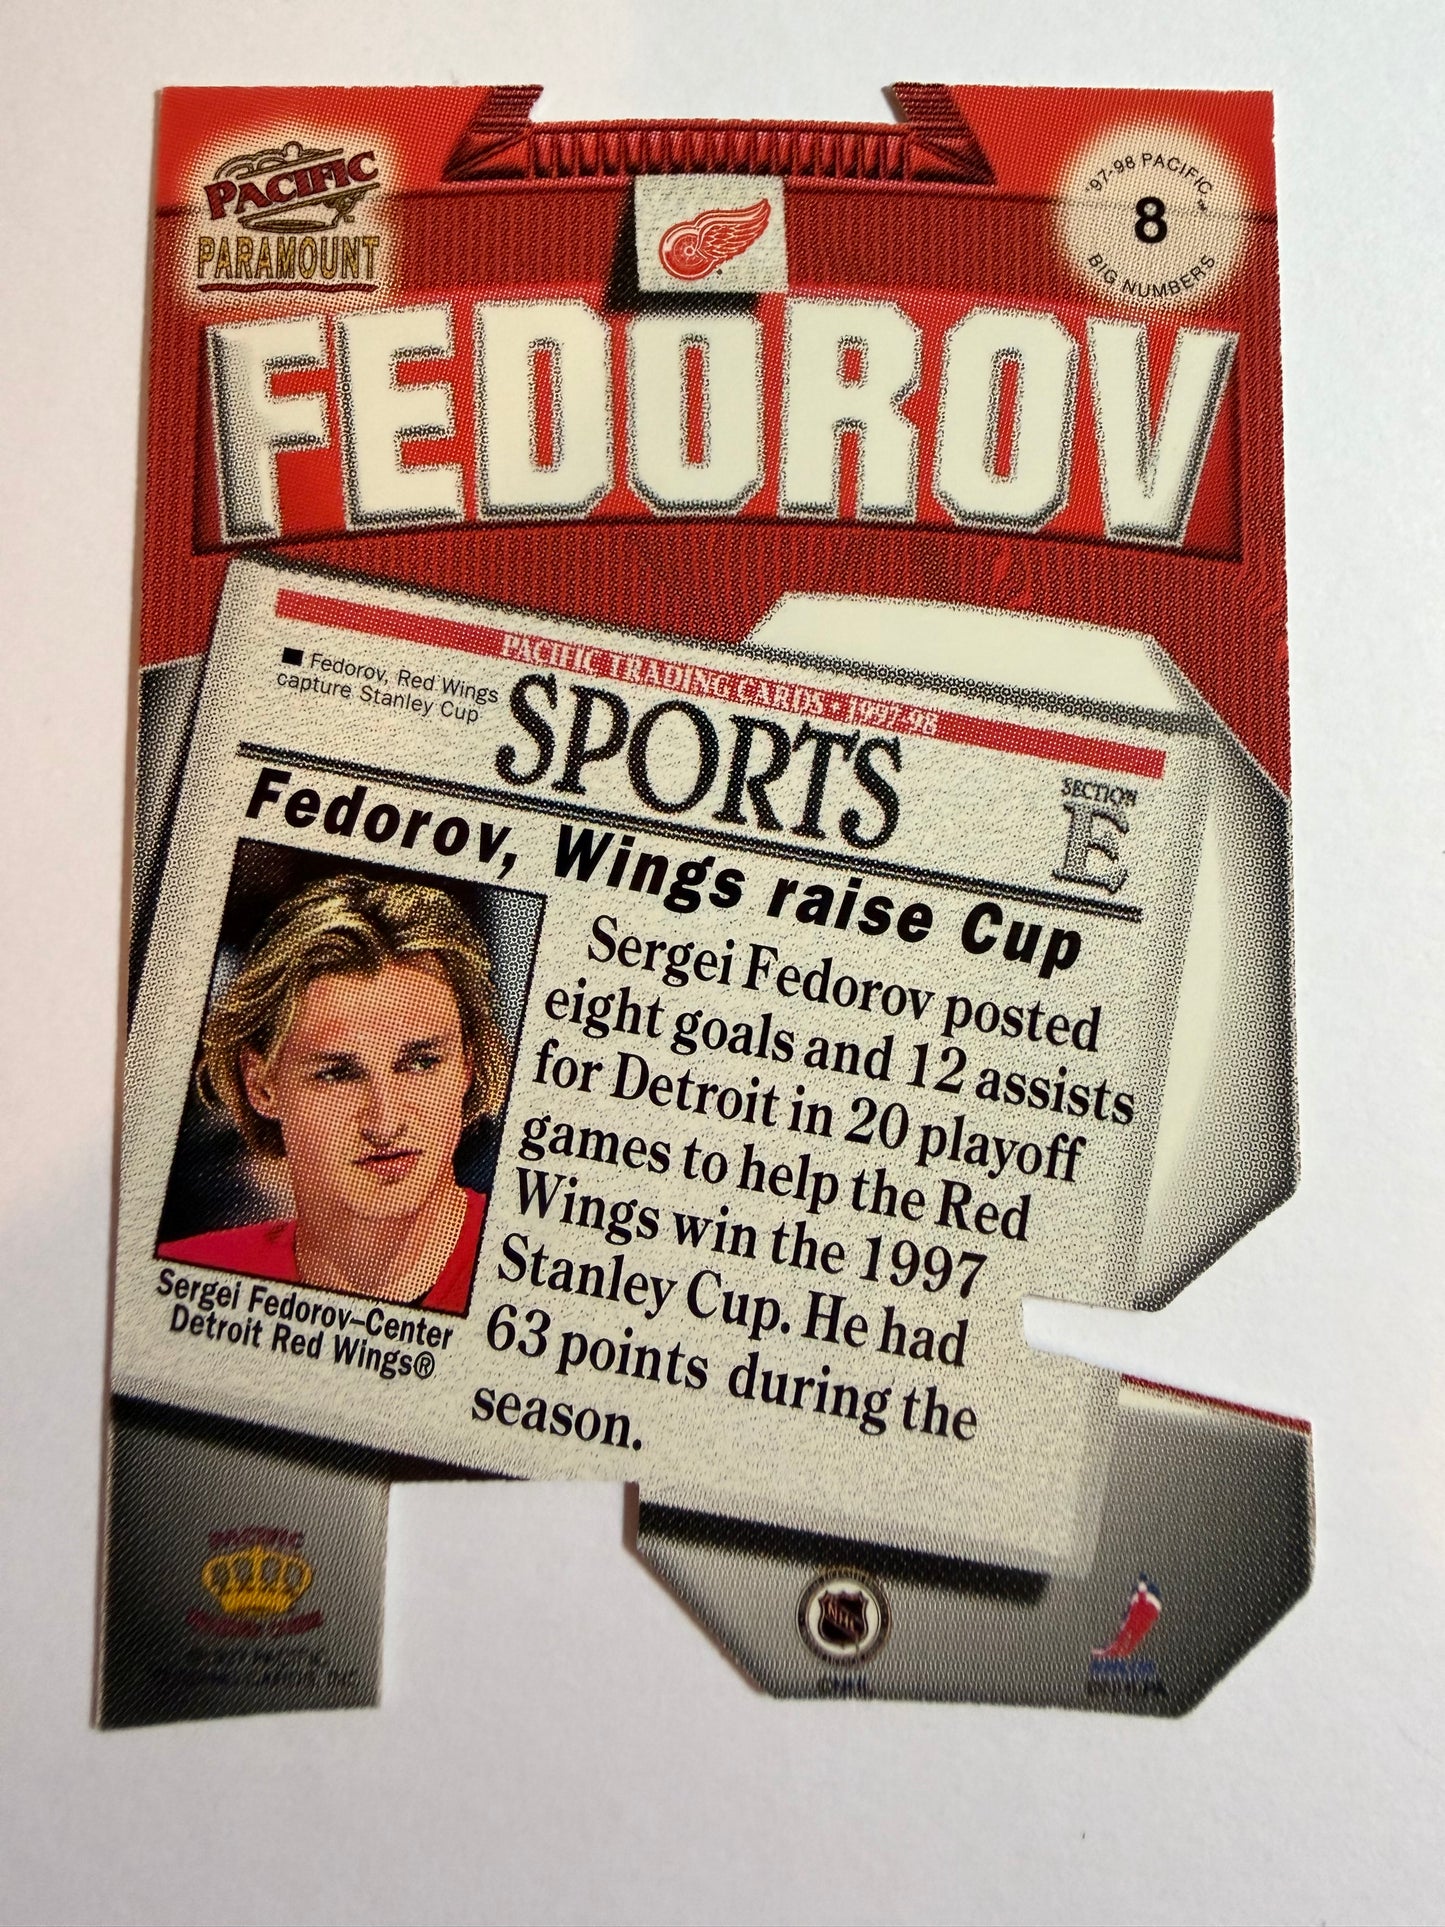 PACIFIC
PARAMOUNT
'97-98 PACIFIC
8
BIG NUMBERS
FEDOROV
PACIFIC TRADING CARDS • 1997-98
■ Fedorov, Red Wings
capture Stanley Cup
SPORTS
SECTION
E
Fedorov, Wings raise Cup
Sergei Fedorov posted
eight goals and 12 assists
for Detroit in 20 playoff
games to help the Red
Wings win the 1997
Stanley Cup. He had
63 points during the
season.
Sergei Fedorov–Center
Detroit Red Wings®
PACIFIC
NHL